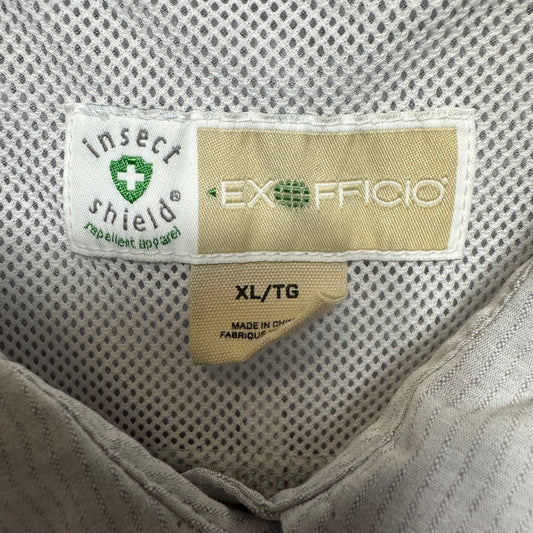 insect
shield®
repellent apparel
EXOFFICIO
XL/TG
MADE IN
FABRIQUE